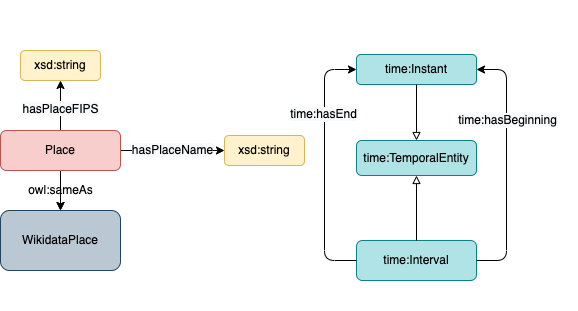 xsd:string
hasPlaceFIPS
Place
hasPlaceName
xsd:string
owl:sameAs
WikidataPlace
time:Instant
time:hasEnd
time:hasBeginning
time:TemporalEntity
time:Interval